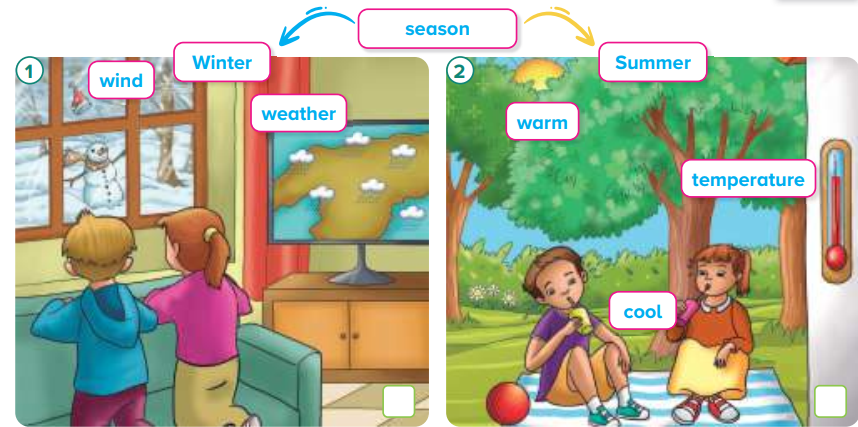 season
1
Winter
wind
weather
2
Summer
warm
temperature
cool